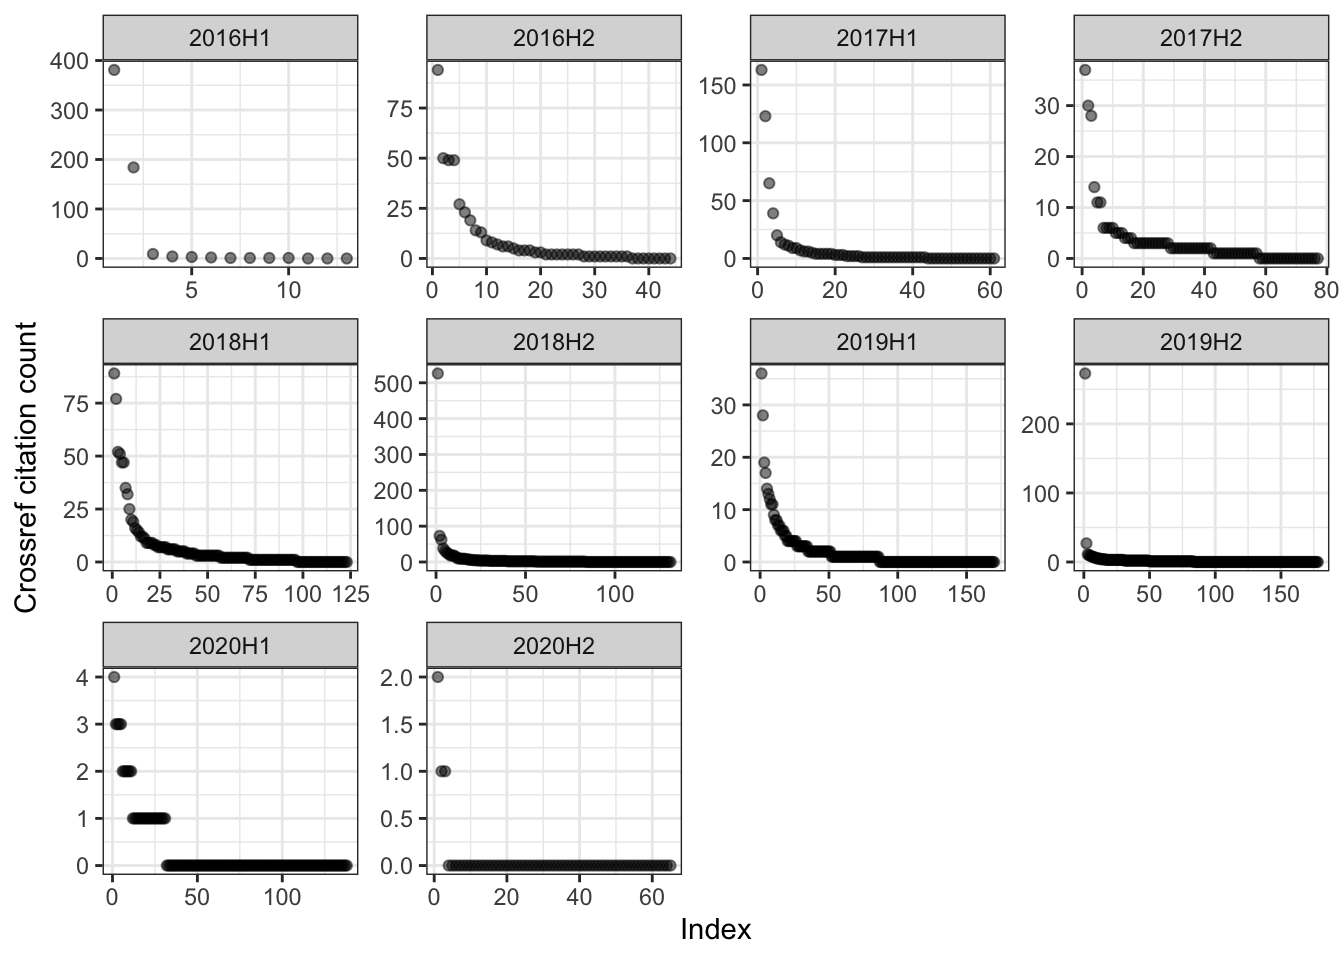 2016H1 2016H2 2017H1 2017H2
400 300 200 100 0
75 50 25 0
150 100 50 0
30 20 10 0
5 10
0 10 20 30 40
0 20 40 60
0 20 40 60 80
2018H1 2018H2 2019H1 2019H2
75 50 25 0
500 400 300 200 100 0
30 20 10 0
200 100 0
0 25 50 75 100 125
0 50 100
0 50 100 150
0 50 100 150
2020H1 2020H2
4 3 2 1 0
2.0 1.5 1.0 0.5 0.0
0 50 100
0 20 40 60
Crossref citation count
Index